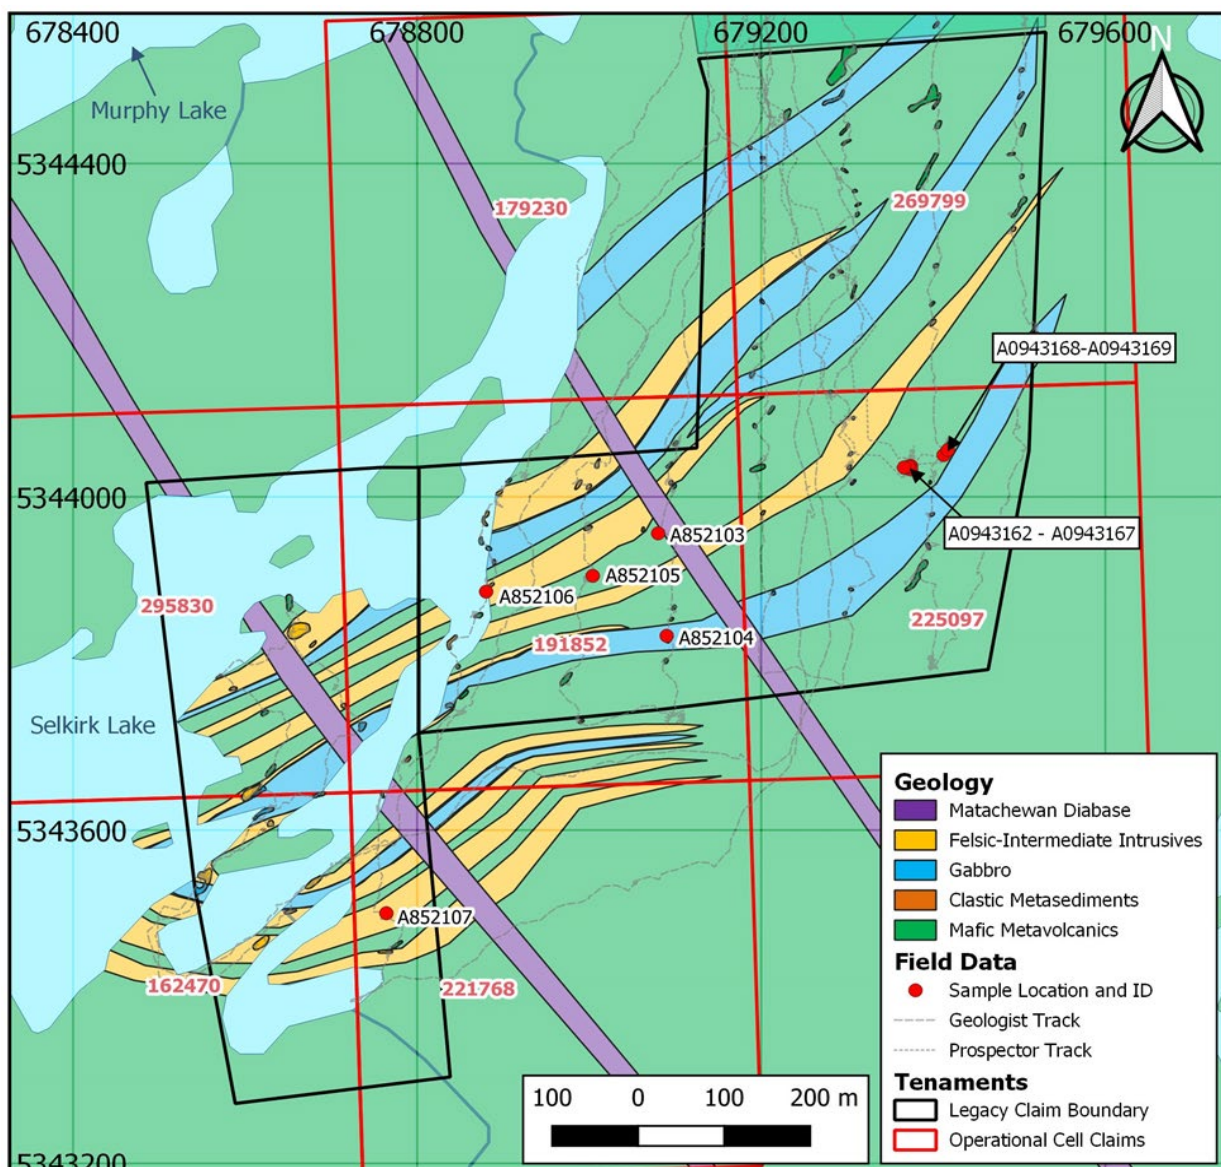 678400
678800
679200
679600
N
Murphy Lake
5344400
179230
269799
A0943168-A0943169
5344000
A852103
A0943162 - A0943167
A852105
A852106
295830
A852104
191852
225097
Selkirk Lake
5343600
A852107
162470
221768
5343200
Geology
Matachewan Diabase
Felsic-Intermediate Intrusives
Gabbro
Clastic Metasediments
Mafic Metavolcanics
Field Data
Sample Location and ID
Geologist Track
Prospector Track
Tenaments
Legacy Claim Boundary
Operational Cell Claims
100 0 100 200 m